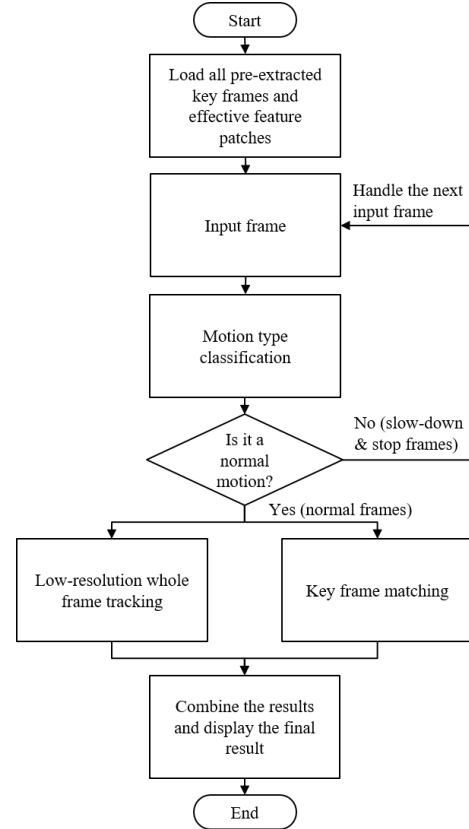 Start
Load all pre-extracted
key frames and
effective feature
patches
Handle the next
input frame
Input frame
Motion type
classification
No (slow-down
& stop frames)
Is it a
normal
motion?
Yes (normal frames)
Low-resolution whole
frame tracking
Key frame matching
Combine the results
and display the final
result
End